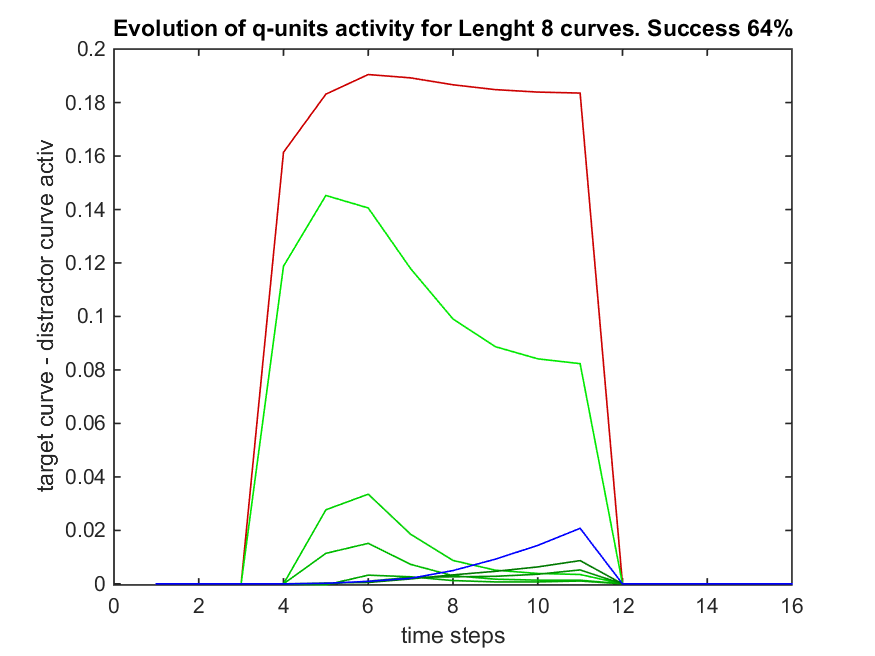 Evolution of q-units activity for Lenght 8 curves. Success 64%
target curve - distractor curve activ
0.2
0.18
0.16
0.14
0.12
0.1
0.08
0.06
0.04
0.02
0
0 2 4 6 8 10 12 14 16
time steps